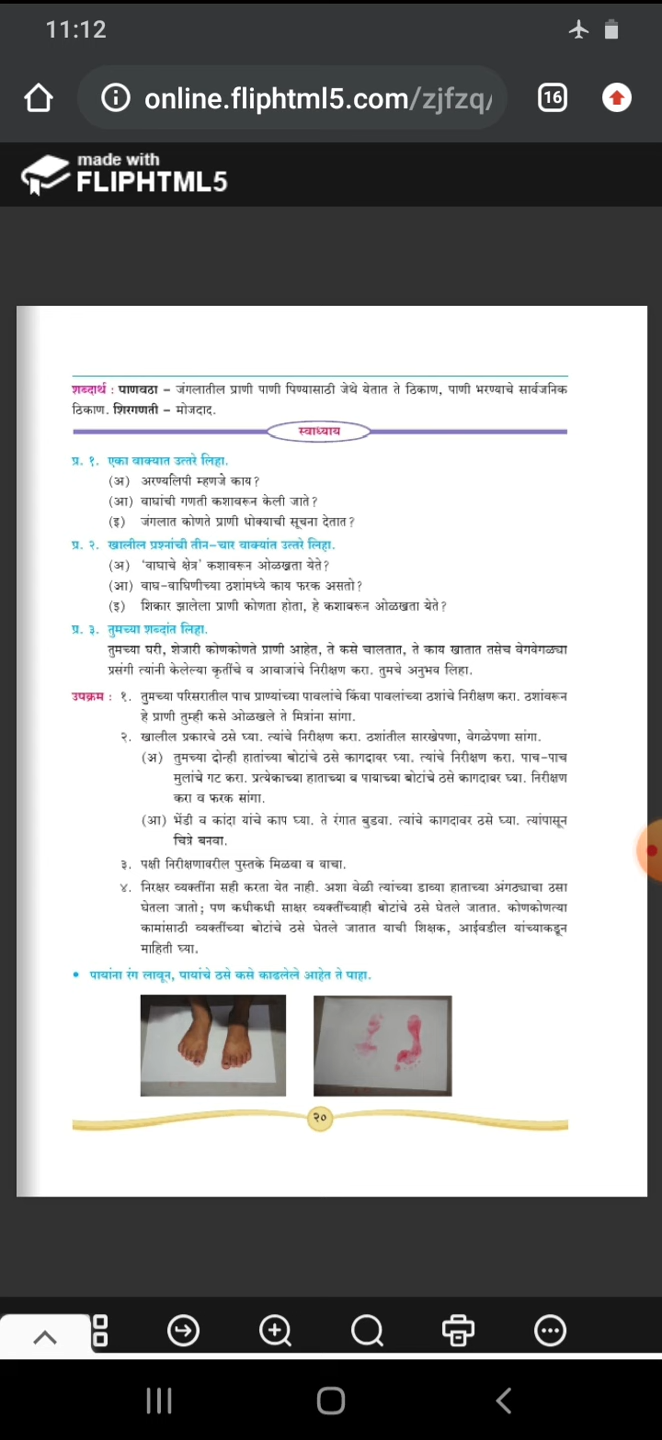 11:12
online.fliphtml5.com/zjfzq/
16
made with
FLIPHTML5
शब्दार्थ : पाणवठा – जंगलातील प्राणी पाणी पिण्यासाठी जेथे येतात ते ठिकाण, पाणी भरण्याचे सार्वजनिक
ठिकाण. शिरगणती – मोजदाद.
स्वाध्याय
प्र. १. एका वाक्यात उत्तरे लिहा.
(अ) अरण्यलिपी म्हणजे काय?
(आ) वाघांची गणती कशावरून केली जाते?
(इ) जंगलात कोणते प्राणी धोक्याची सूचना देतात?
प्र. २. खालील प्रश्नांची तीन–चार वाक्यांत उत्तरे लिहा.
(अ) ‘वाघाचे क्षेत्र’ कशावरून ओळखता येते?
(आ) वाघ–वाघिणीच्या ठशांमध्ये काय फरक असतो?
(इ) शिकार झालेला प्राणी कोणता होता, हे कशावरून ओळखता येते?
प्र. ३. तुमच्या शब्दांत लिहा.
तुमच्या घरी, शेजारी कोणकोणते प्राणी आहेत, ते कसे चालतात, ते काय खातात तसेच वेगवेगळ्या
प्रसंगी त्यांनी केलेल्या कृतींचे व आवाजांचे निरीक्षण करा. तुमचे अनुभव लिहा.
उपक्रम : १. तुमच्या परिसरातील पाच प्राण्यांच्या पावलांचे किंवा पावलांच्या ठशांचे निरीक्षण करा. ठशांवरून
हे प्राणी तुम्ही कसे ओळखले ते मित्रांना सांगा.
२. खालील प्रकारचे ठसे घ्या. त्यांचे निरीक्षण करा. ठशांतील सारखेपणा, वेगळेपणा सांगा.
(अ) तुमच्या दोन्ही हातांच्या बोटांचे ठसे कागदावर घ्या. त्यांचे निरीक्षण करा. पाच–पाच
मुलांचे गट करा. प्रत्येकाच्या हाताच्या व पायाच्या बोटांचे ठसे कागदावर घ्या. निरीक्षण
करा व फरक सांगा.
(आ) भेंडी व कांदा यांचे काप घ्या. ते रंगात बुडवा. त्यांचे कागदावर ठसे घ्या. त्यांपासून
चित्रे बनवा.
३. पक्षी निरीक्षणावरील पुस्तके मिळवा व वाचा.
४. निरक्षर व्यक्तींना सही करता येत नाही. अशा वेळी त्यांच्या डाव्या हाताच्या अंगठ्याचा ठसा
घेतला जातो; पण कधीकधी साक्षर व्यक्तींच्याही बोटांचे ठसे घेतले जातात. कोणकोणत्या
कामांसाठी व्यक्तींच्या बोटांचे ठसे घेतले जातात याची शिक्षक, आईवडील यांच्याकडून
माहिती घ्या.
• पायांना रंग लावून, पायांचे ठसे कसे काढलेले आहेत ते पाहा.
२०